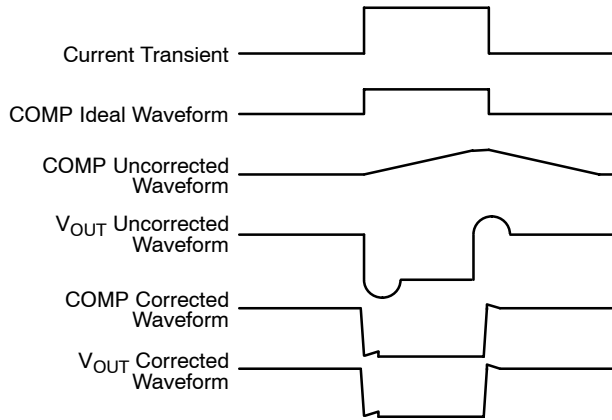 Current Transient
COMP Ideal Waveform
COMP Uncorrected
Waveform
VOUT Uncorrected
Waveform
COMP Corrected
Waveform
VOUT Corrected
Waveform